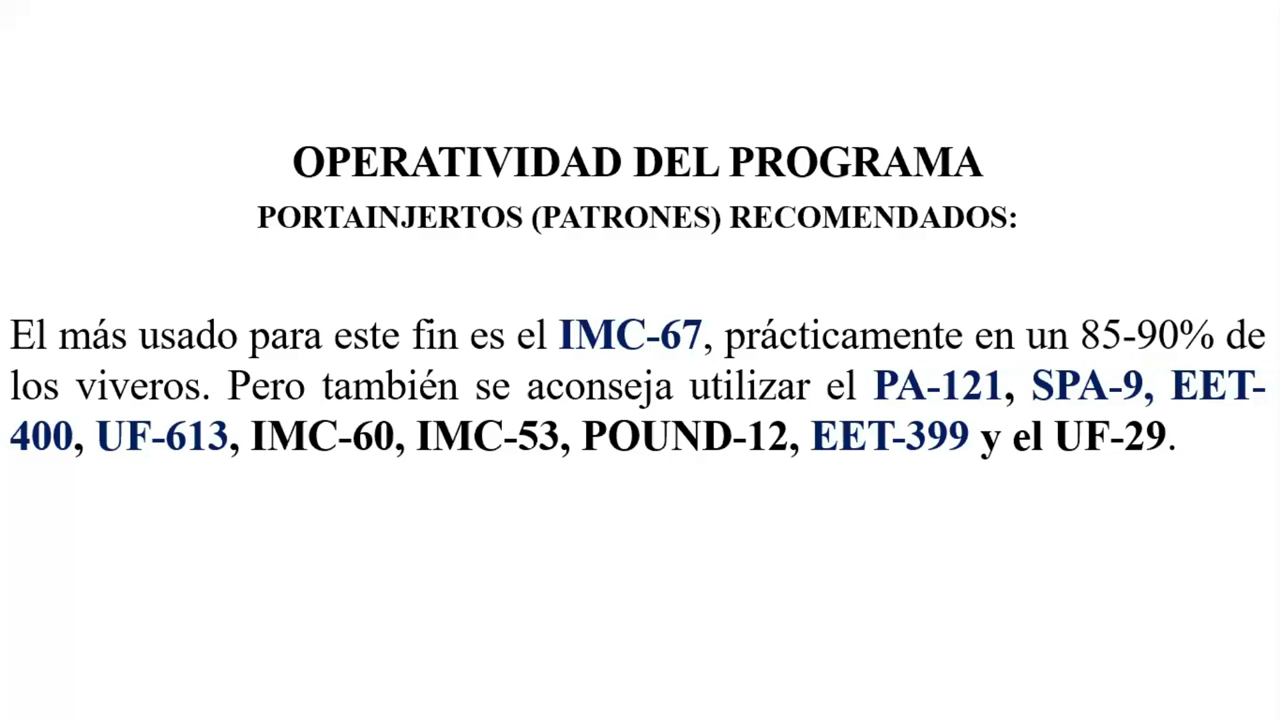 OPERATIVIDAD DEL PROGRAMA
PORTAINJERTOS (PATRONES) RECOMENDADOS:
El más usado para este fin es el IMC-67, prácticamente en un 85-90% de
los viveros. Pero también se aconseja utilizar el PA-121, SPA-9, EET-
400, UF-613, IMC-60, IMC-53, POUND-12, EET-399 y el UF-29.